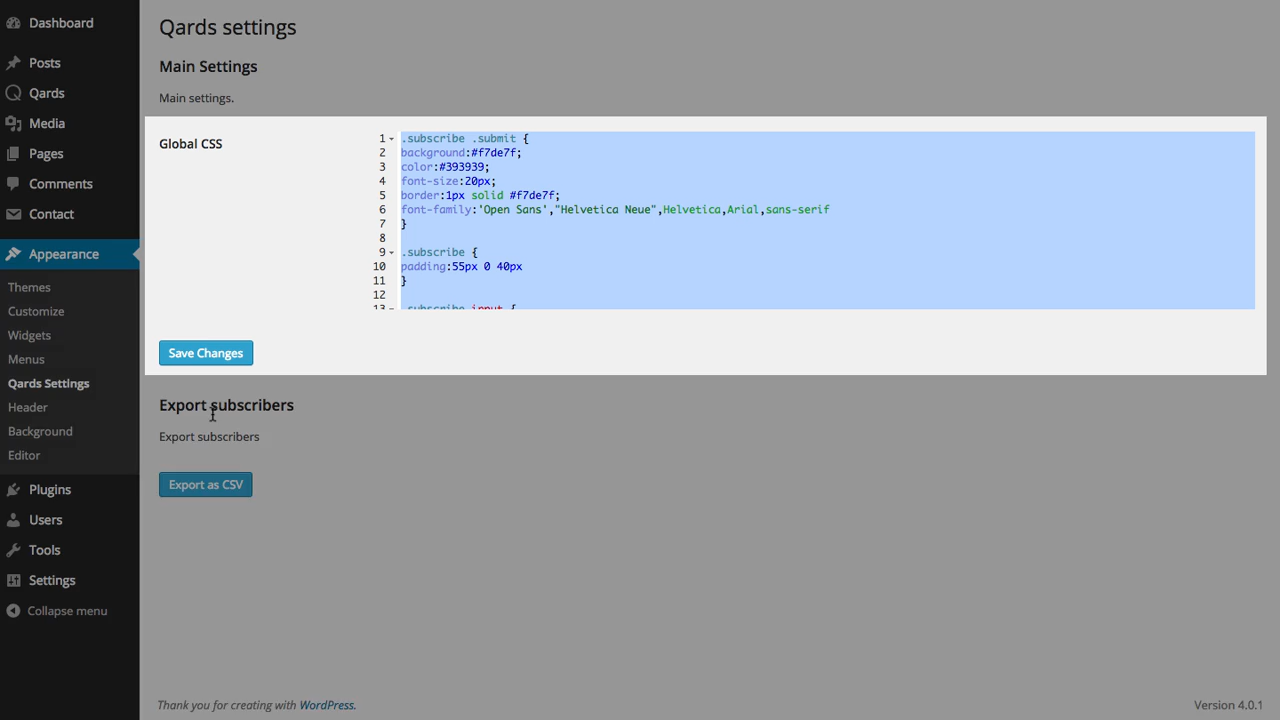 Dashboard
Posts
Qards
Media
Pages
Comments
Contact
Appearance
Themes
Customize
Widgets
Menus
Qards Settings
Header
Background
Editor
Plugins
Users
Tools
Settings
Collapse menu
Qards settings
Main Settings
Main settings.
Global CSS
1 .subscribe .submit {
2 background:#f7de7f;
3 color:#393939;
4 font-size:20px;
5 border:1px solid #f7de7f;
6 font-family:'Open Sans',"Helvetica Neue",Helvetica,Arial,sans-serif
7 }
8
9 .subscribe {
10 padding:55px 0 40px
11 }
12
13 .subscribe input {
Save Changes
Export subscribers
Export subscribers
Export as CSV
Thank you for creating with WordPress.
Version 4.0.1